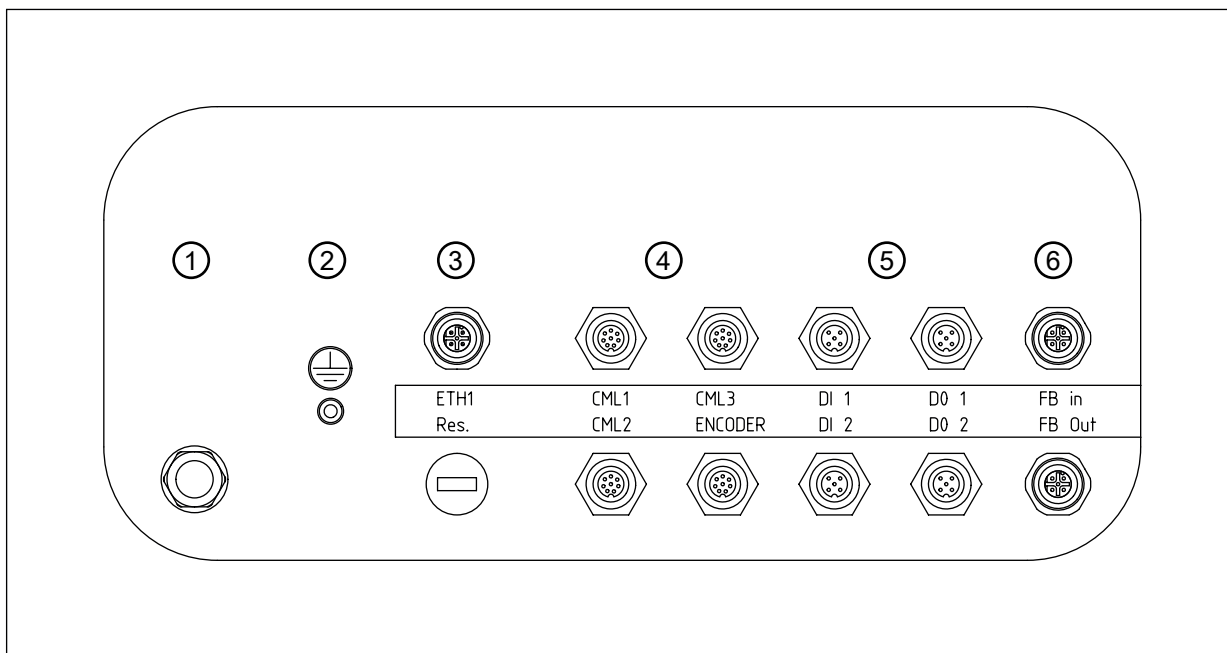 1 2 3 4 5 6
ETH1 CML1 CML3 DI 1 DO 1 FB in
Res. CML2 ENCODER DI 2 DO 2 FB Out